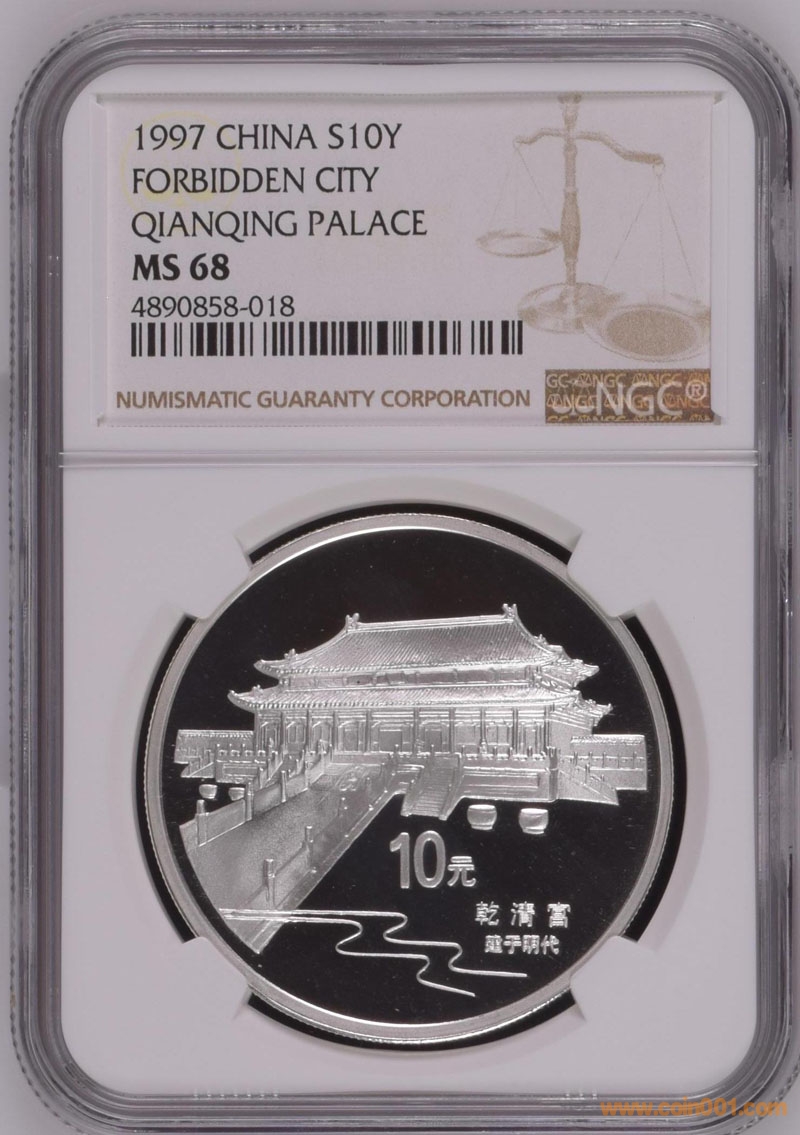 1997 CHINA S10Y
FORBIDDEN CITY
QIANQING PALACE
MS 68
4890858-018
NUMISMATIC GUARANTY CORPORATION
NGC®
10元
乾清宫
建于明代
www.coin001.com